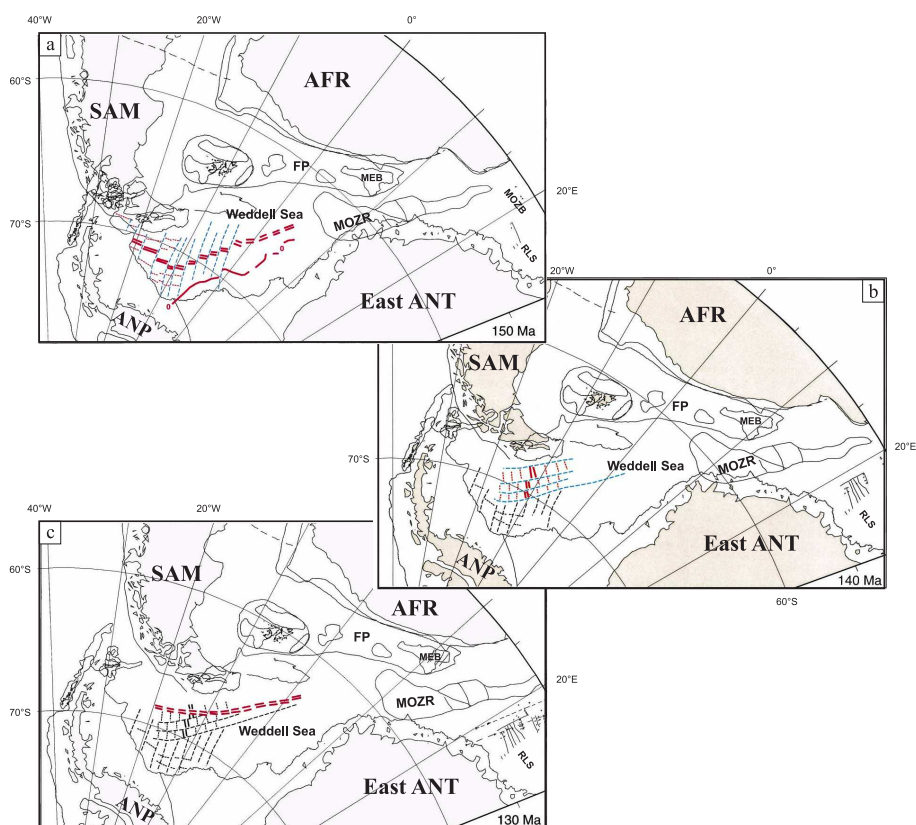 40°W
20°W
0°
a
60°S
SAM
AFR
FP
MEB
MOZB
20°E
70°S
Weddell Sea
MOZR
RLS
East ANT
ANP
150 Ma
20°W
0°
b
AFR
SAM
FP
MEB
20°E
70°S
Weddell Sea
MOZR
RLS
East ANT
ANP
140 Ma
60°S
40°W
20°W
c
60°S
SAM
AFR
FP
MEB
20°E
MOZR
70°S
Weddell Sea
RLS
East ANT
ANP
130 Ma